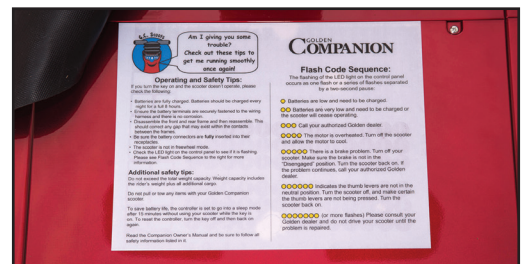 G.C. Scoots
Am I giving you some
trouble?
Check out these tips to
get me running smoothly
once again!
Operating and Safety Tips:
If you turn the key on and the scooter doesn't operate, please
check the following:
• Batteries are fully charged. Batteries should be charged every
night for a full 8 hours.
• Ensure the battery terminals are securely fastened to the wiring
harness and there is no corrosion.
• Disassemble the front and rear frame and then reassemble. This
should correct any gap that may exist within the contacts
between the frames.
• Be sure the battery connectors are fully inserted into their
receptacles.
• The scooter is not in freewheel mode.
• Check the LED light on the control panel to see if it is flashing.
Please see Flash Code Sequence to the right for more
information.
Additional safety tips:
Do not exceed the total weight capacity. Weight capacity includes
the rider's weight plus all additional cargo.
Do not pull or tow any items with your Golden Companion
scooter.
To save battery life, the controller is set to go into a sleep mode
after 15 minutes without using your scooter while the key is
on. To reset the controller, turn the key off and then back on
again.
Read the Companion Owner's Manual and be sure to follow all
safety information listed in it.
GOLDEN
COMPANION
Flash Code Sequence:
The flashing of the LED light on the control panel
occurs as one flash or a series of flashes separated
by a two-second pause:
Batteries are low and need to be charged.
Batteries are very low and need to be charged or
the scooter will cease operating.
Call your authorized Golden dealer.
The motor is overheated. Turn off the scooter
and allow the motor to cool.
There is a brake problem. Turn off your
scooter. Make sure the brake is not in the
"Disengaged" position. Turn the scooter back on. If
the problem continues, call your authorized Golden
dealer.
Indicates the thumb levers are not in the
neutral position. Turn the scooter off, and make certain
the thumb levers are not being pressed. Turn the
scooter back on.
(or more flashes) Please consult your
Golden dealer and do not drive your scooter until the
problem is repaired.